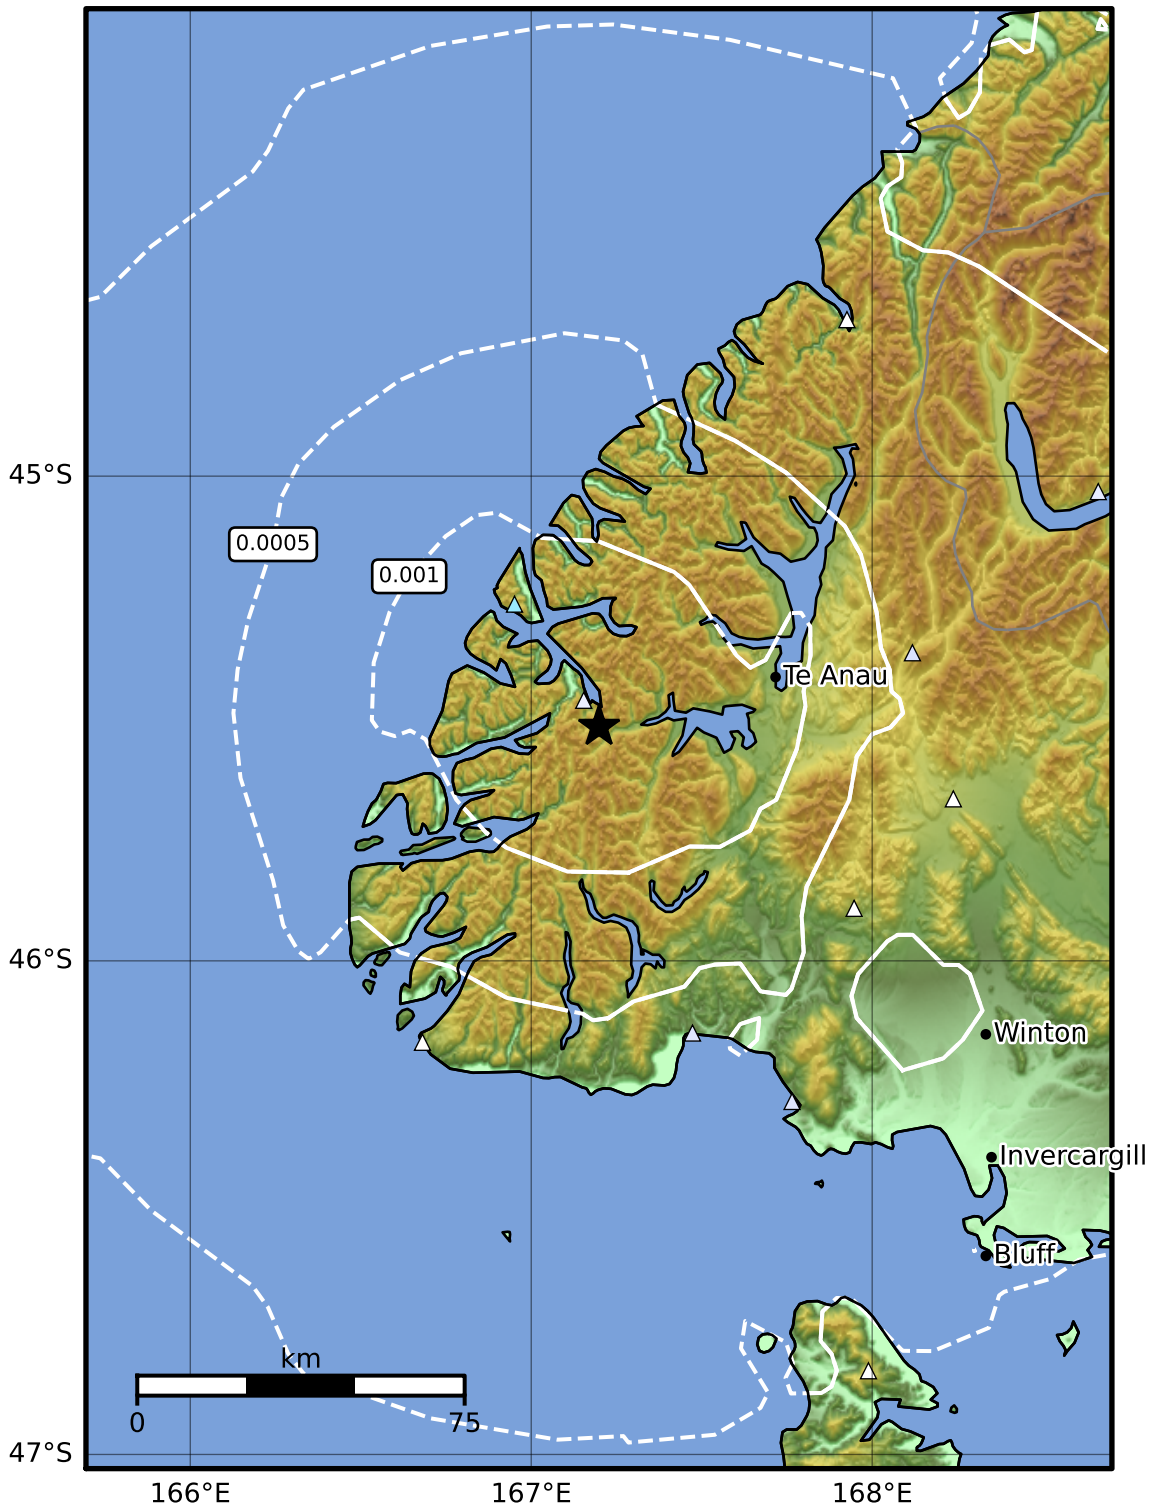 45°S
0.0005
0.001
Te Anau
46°S
Winton
Invercargill
Bluff
km
0 75
47°S
166°E 167°E 168°E